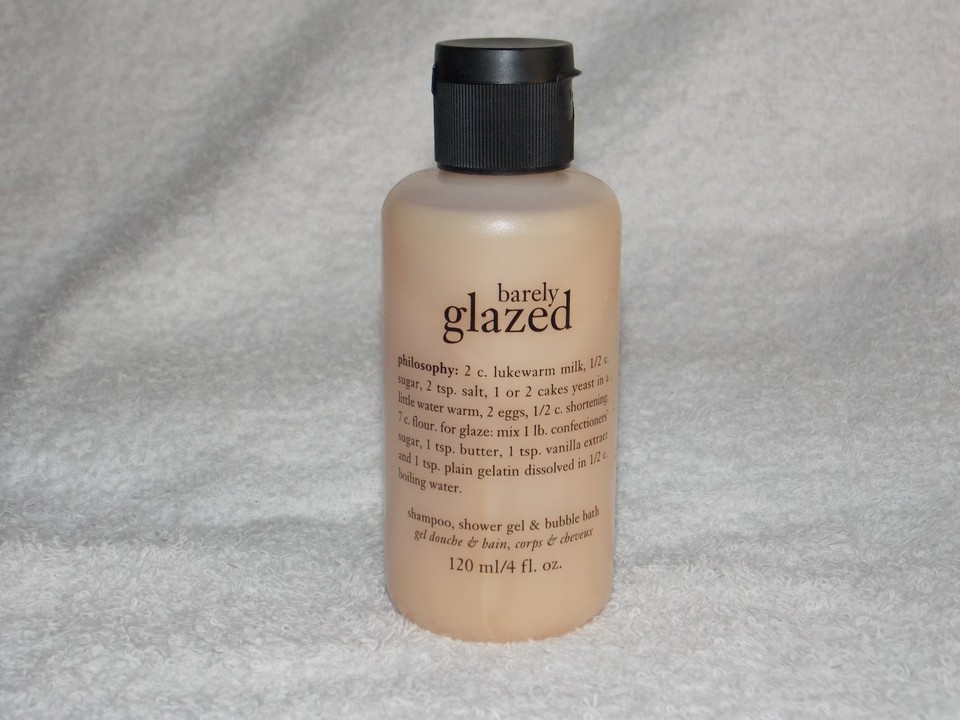 barely
glazed
philosophy: 2 c. lukewarm milk, 1/2 c.
sugar, 2 tsp. salt, 1 or 2 cakes yeast in a
little water warm, 2 eggs, 1/2 c. shortening,
7 c. flour. for glaze: mix 1 lb. confectioners'
sugar, 1 tsp. butter, 1 tsp. vanilla extract
and 1 tsp. plain gelatin dissolved in 1/2 c.
boiling water.
shampoo, shower gel & bubble bath
gel douche & bain, corps & cheveux
120 ml/4 fl. oz.